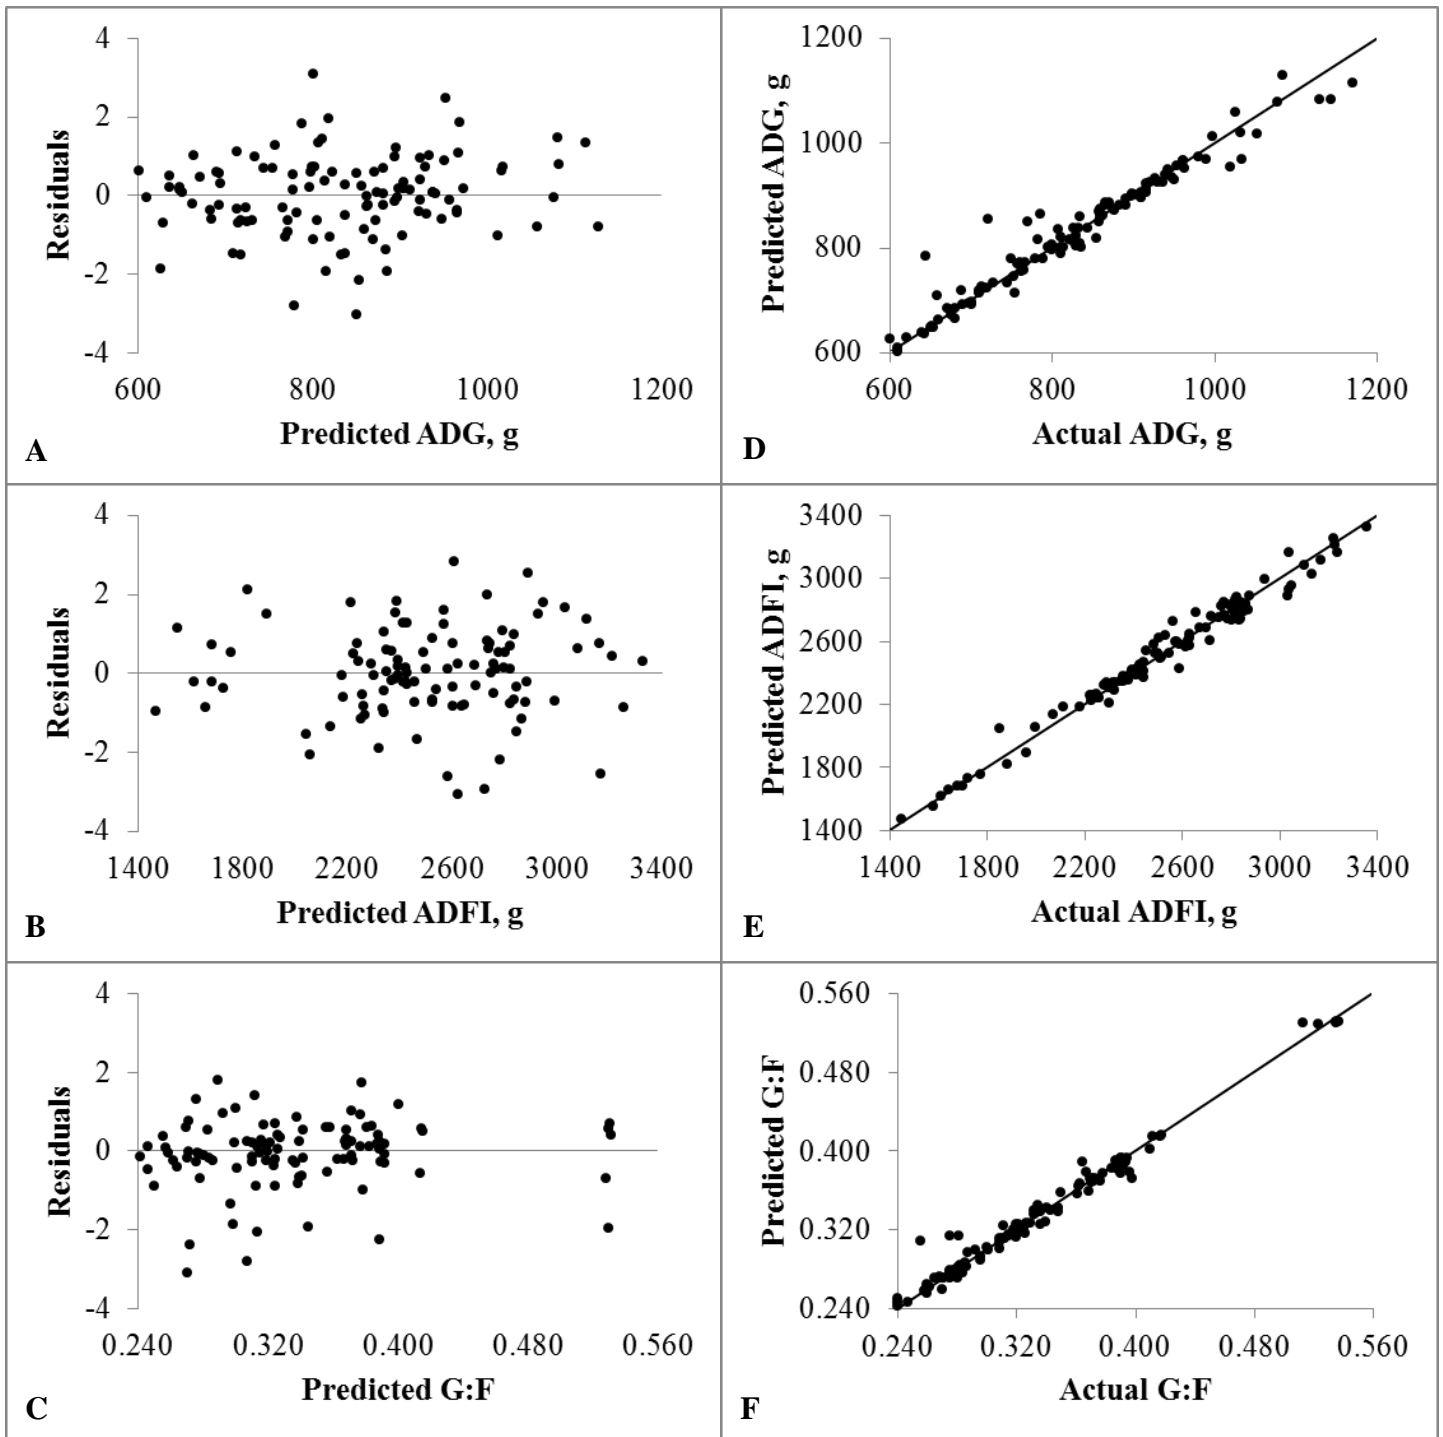 4
2
0
-2
-4
Residuals
600 800 1000 1200
Predicted ADG, g
A
1200
1000
800
600
Predicted ADG, g
600 800 1000 1200
Actual ADG, g
D
4
2
0
-2
-4
Residuals
1400 1800 2200 2600 3000 3400
Predicted ADFI, g
B
3400
3000
2600
2200
1800
1400
Predicted ADFI, g
1400 1800 2200 2600 3000 3400
Actual ADFI, g
E
4
2
0
-2
-4
Residuals
0.240 0.320 0.400 0.480 0.560
Predicted G:F
C
0.560
0.480
0.400
0.320
0.240
Predicted G:F
0.240 0.320 0.400 0.480 0.560
Actual G:F
F